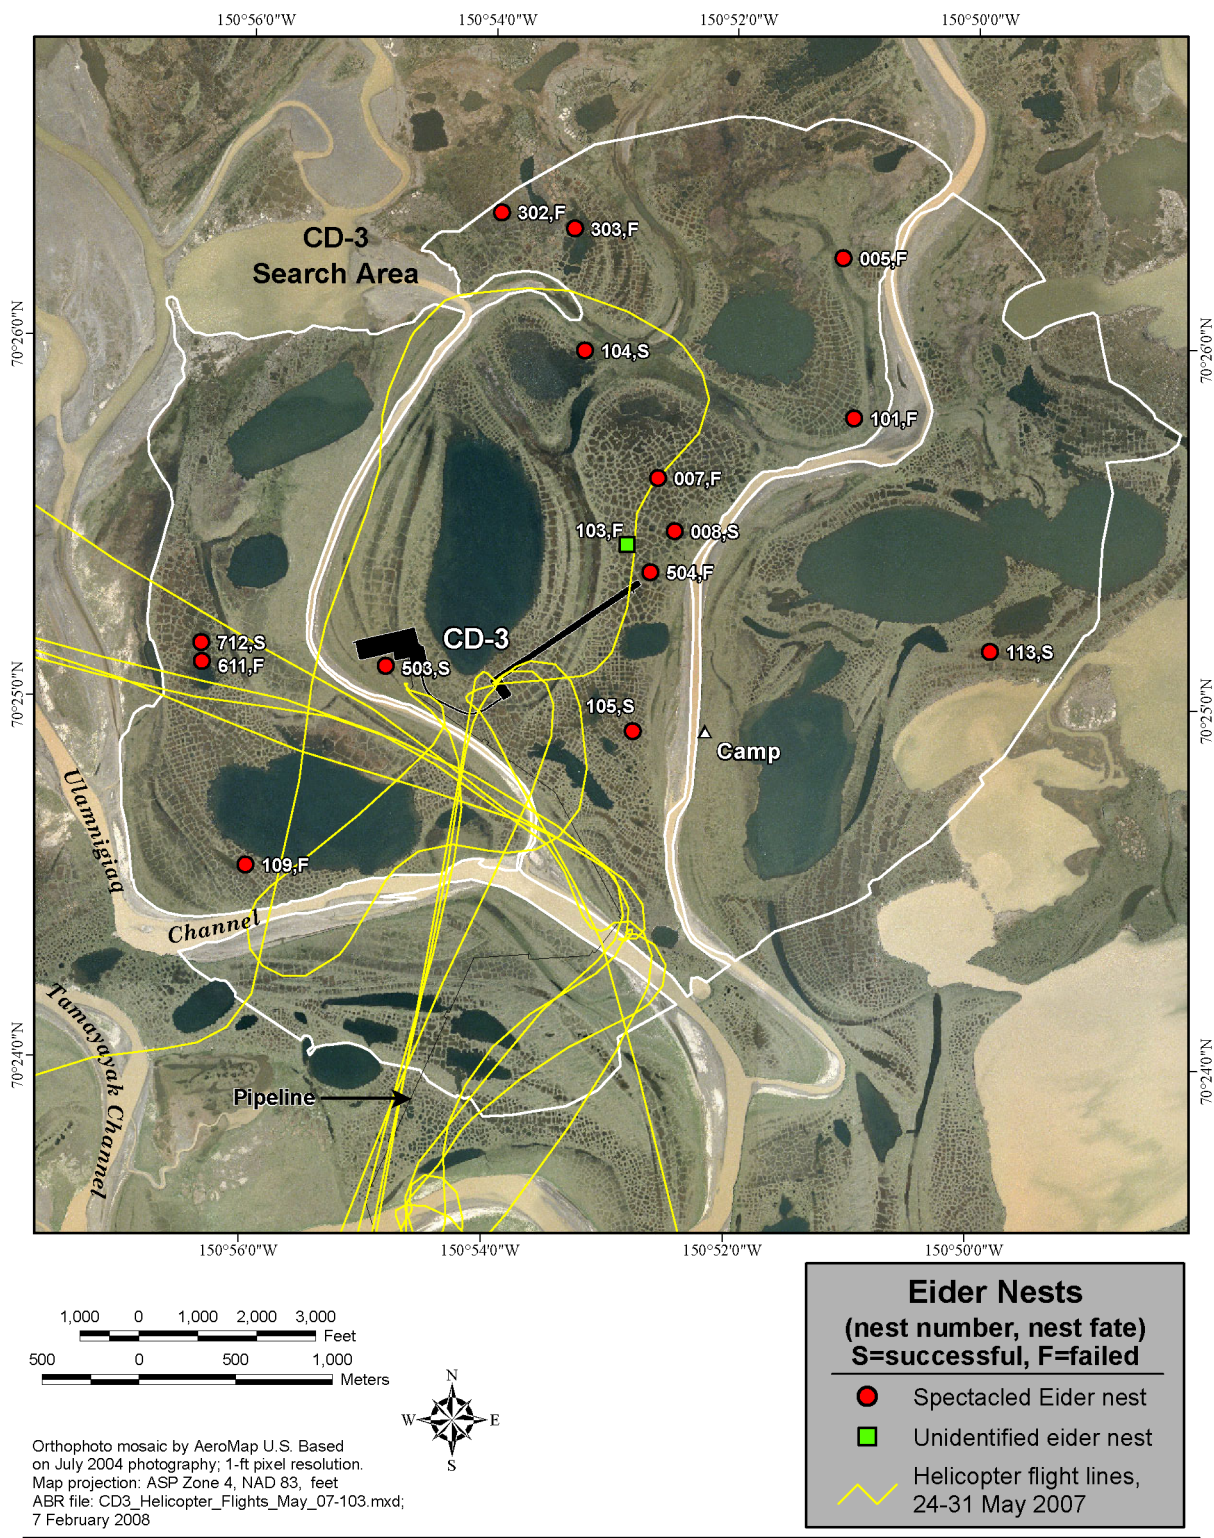 150°56'0"W 150°54'0"W 150°52'0"W 150°50'0"W
302,F
303,F
CD-3
Search Area
005,F
70°26'0"N
70°26'0"N
104,S
101,F
007,F
103,F
008,S
504,F
712,S
611,F
CD-3
503,S
113,S
70°25'0"N
70°25'0"N
105,S
Camp
Ulamnigiaq
Channel
109,F
Tamayayak Channel
70°24'0"N
70°24'0"N
Pipeline
150°56'0"W 150°54'0"W 150°52'0"W 150°50'0"W
1,000 0 1,000 2,000 3,000
Feet
500 0 500 1,000
Meters
N
W E
S
Orthophoto mosaic by AeroMap U.S. Based
on July 2004 photography; 1-ft pixel resolution.
Map projection: ASP Zone 4, NAD 83, feet
ABR file: CD3_Helicopter_Flights_May_07-103.mxd;
7 February 2008
Eider Nests
(nest number, nest fate)
S=successful, F=failed
Spectacled Eider nest
Unidentified eider nest
Helicopter flight lines,
24-31 May 2007